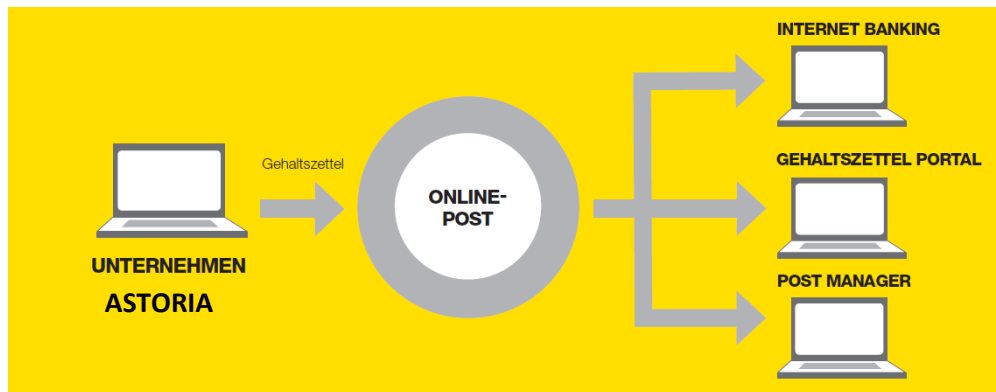 INTERNET BANKING
Gehaltszettel
GEHALTSZETTEL PORTAL
ONLINE-
POST
UNTERNEHMEN
ASTORIA
POST MANAGER